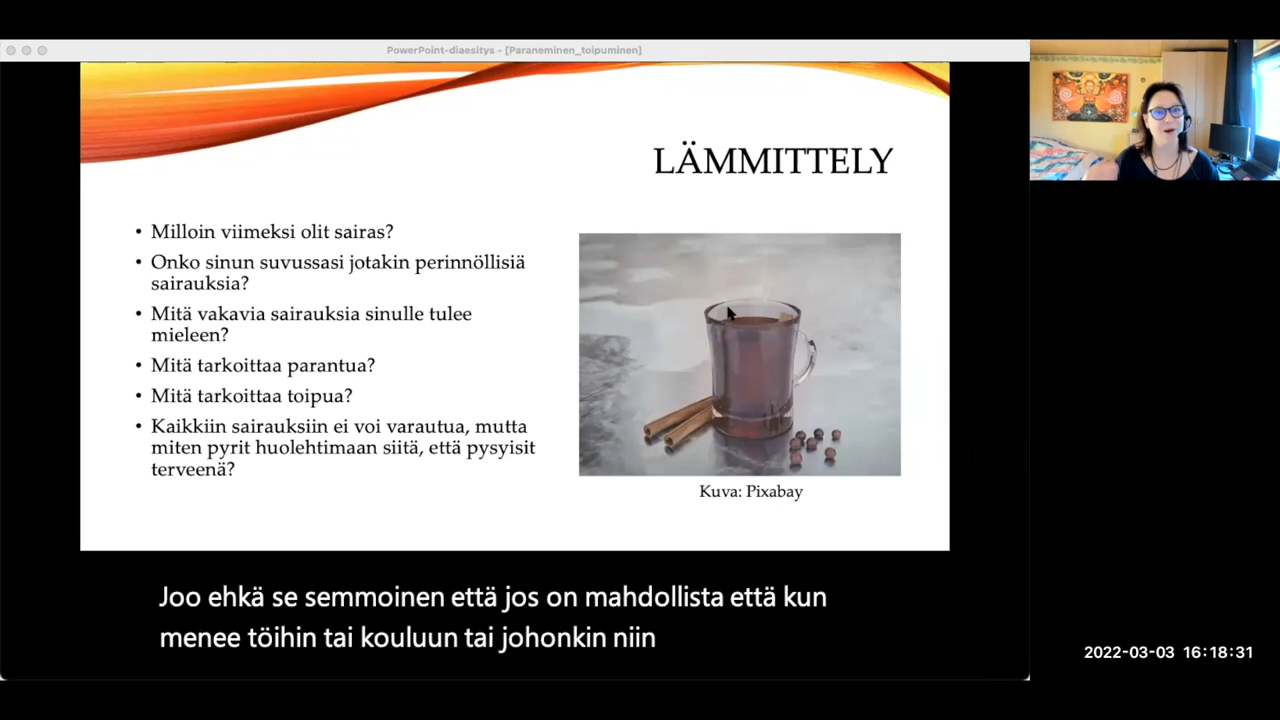 PowerPoint-diaesitys - [Paraneminen_toipuminen]
LÄMMITTELY
• Milloin viimeksi olit sairas?
• Onko sinun suvussasi jotakin perinnöllisiä
sairauksia?
• Mitä vakavia sairauksia sinulle tulee
mieleen?
• Mitä tarkoittaa parantua?
• Mitä tarkoittaa toipua?
• Kaikkiin sairauksiin ei voi varautua, mutta
miten pyrit huolehtimaan siitä, että pysyisit
terveenä?
Kuva: Pixabay
Joo ehkä se semmoinen että jos on mahdollista että kun
menee töihin tai kouluun tai johonkin niin
2022-03-03 16:18:31